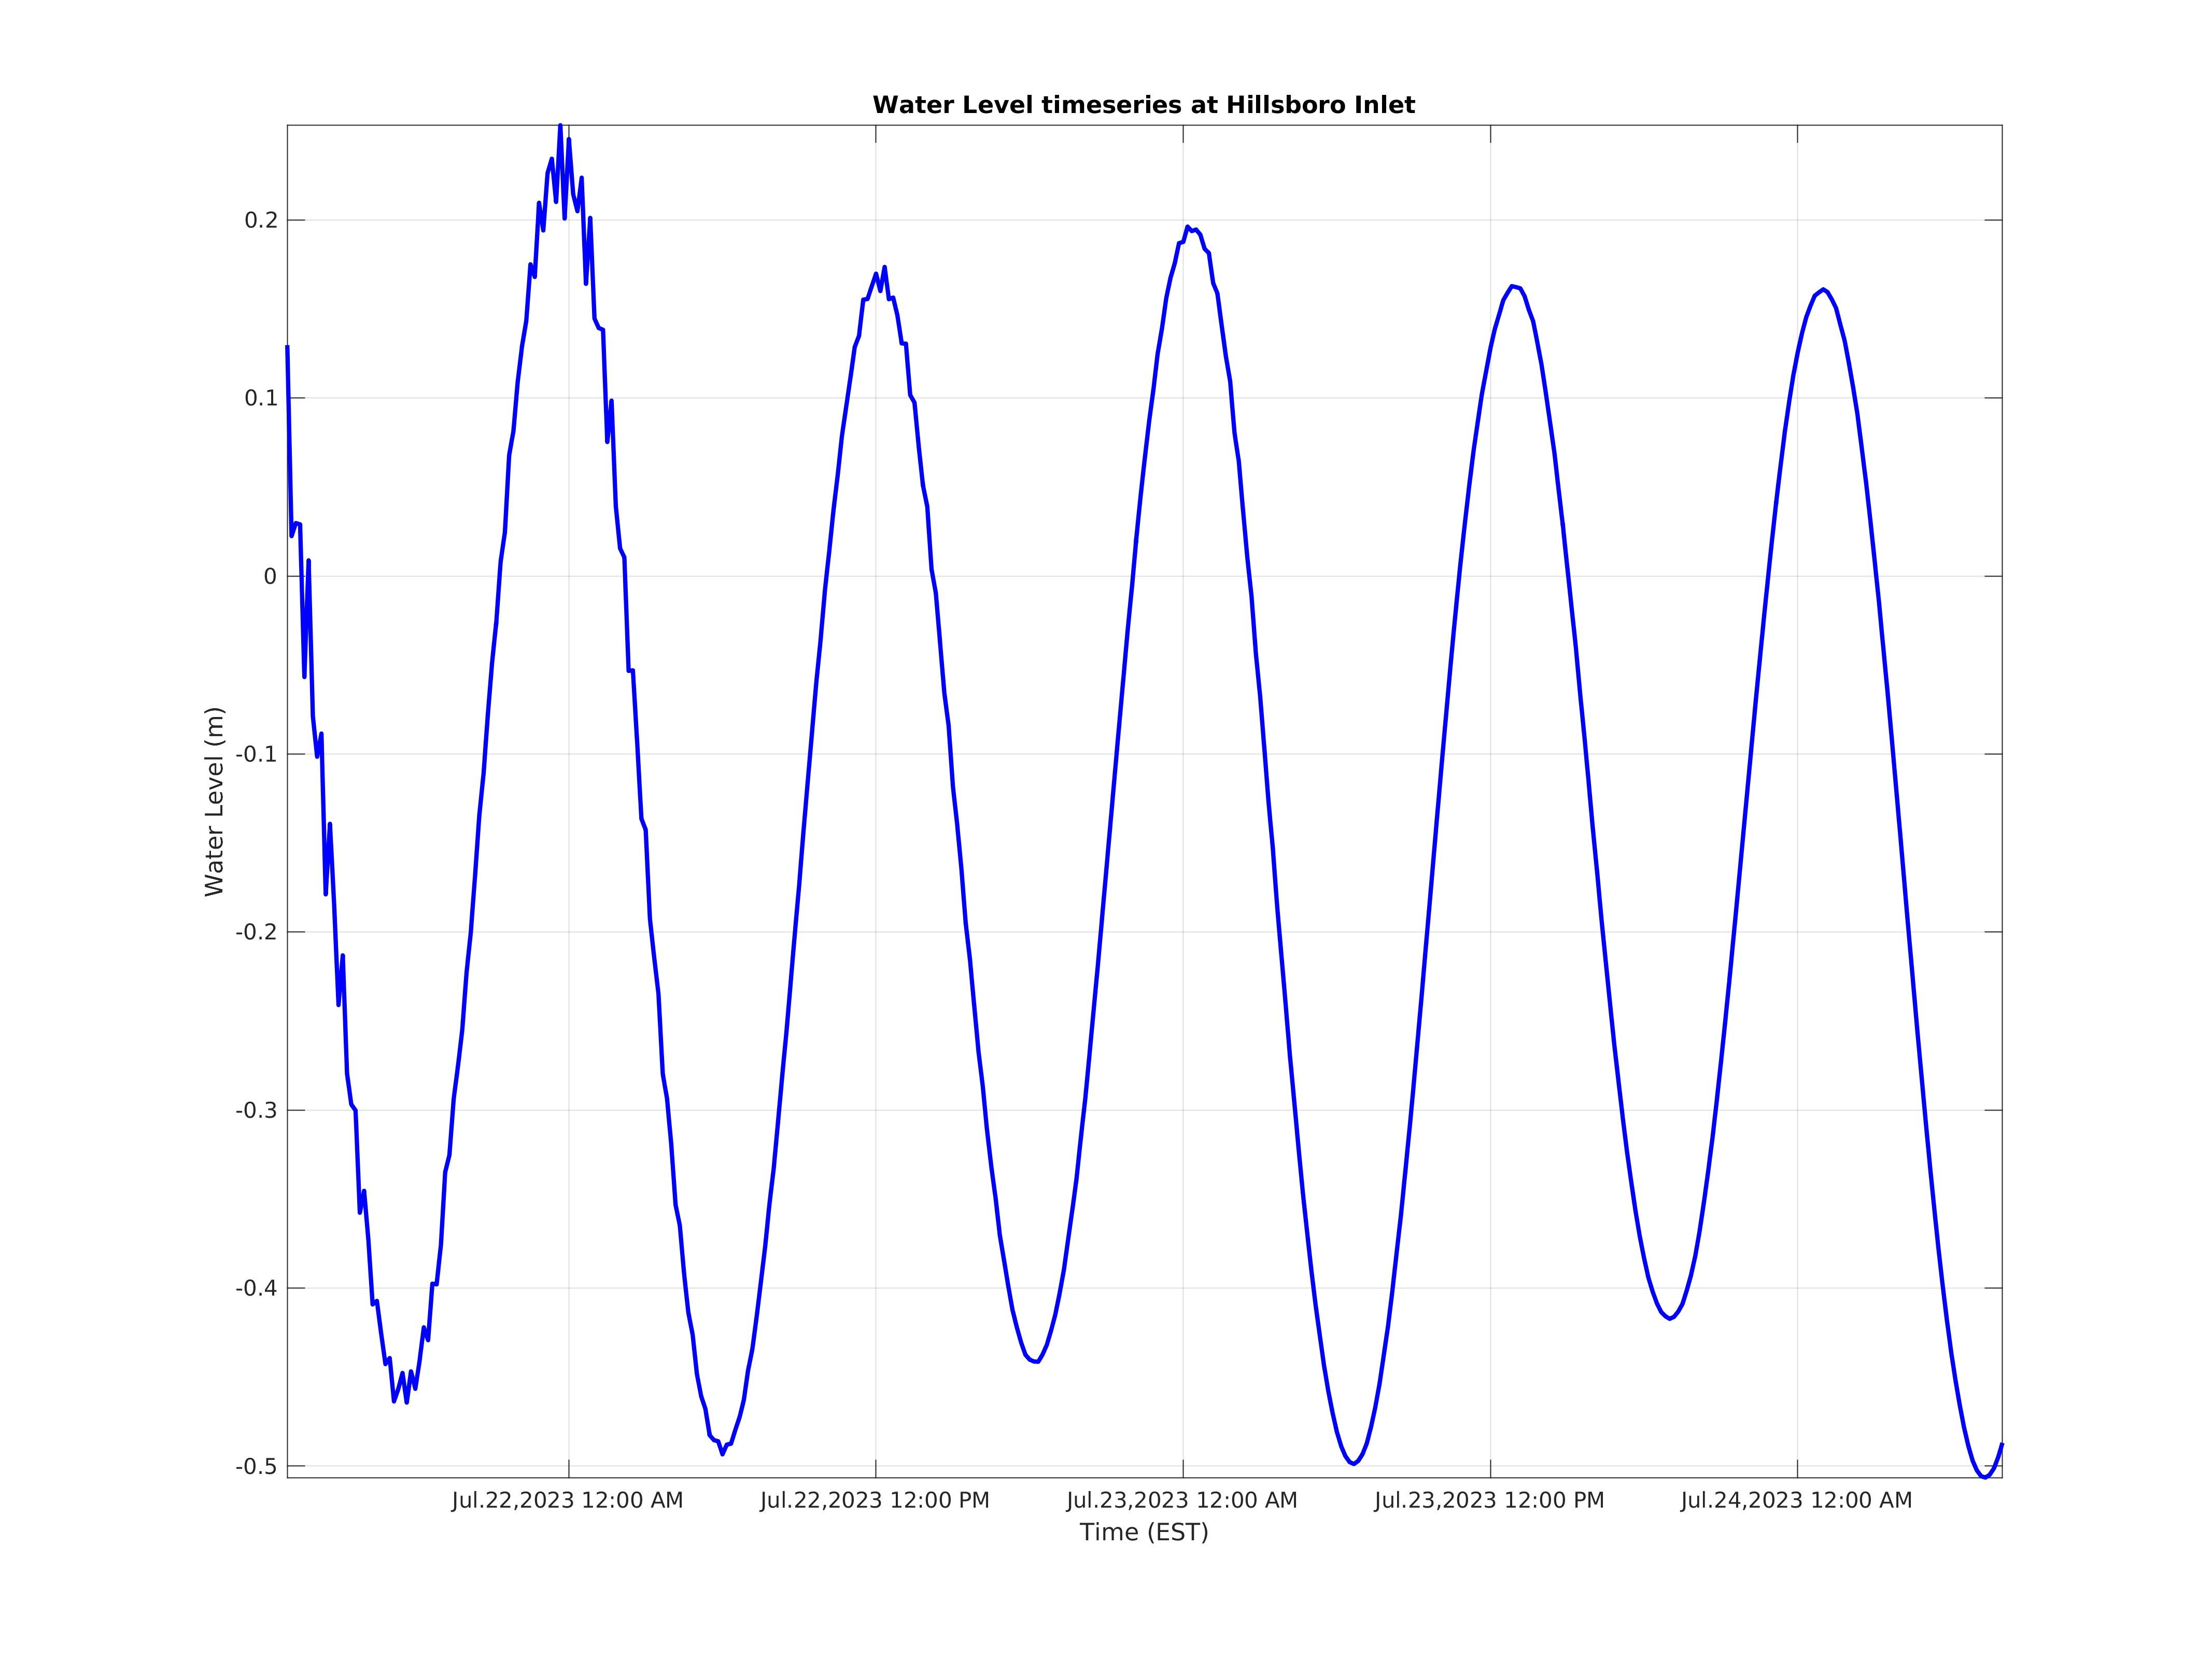 Water Level timeseries at Hillsboro Inlet
0.2
0.1
0
-0.1
-0.2
-0.3
-0.4
-0.5
Water Level (m)
Jul.22,2023 12:00 AM
Jul.22,2023 12:00 PM
Jul.23,2023 12:00 AM
Jul.23,2023 12:00 PM
Jul.24,2023 12:00 AM
Time (EST)